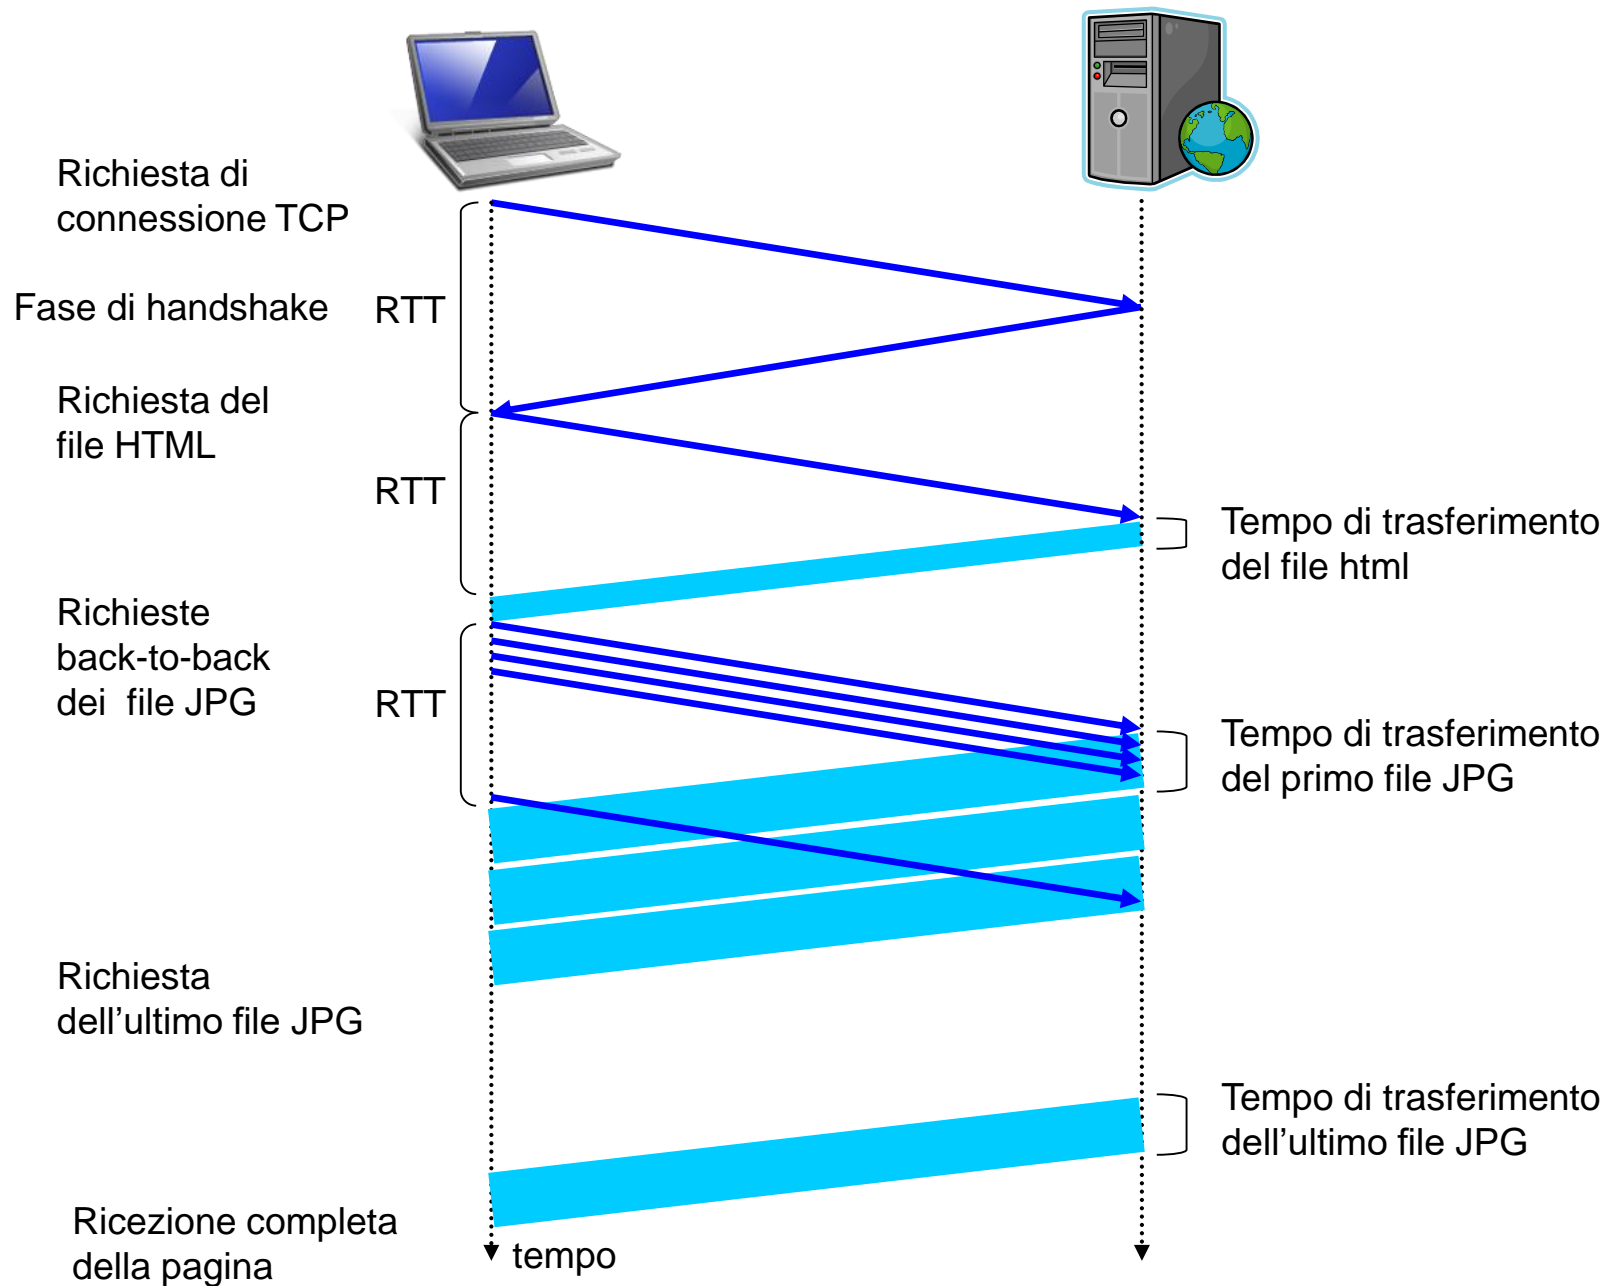 Richiesta di
connessione TCP
Fase di handshake
RTT
Richiesta del
file HTML
RTT
Tempo di trasferimento
del file html
Richieste
back-to-back
dei file JPG
RTT
Tempo di trasferimento
del primo file JPG
Richiesta
dell'ultimo file JPG
Tempo di trasferimento
dell'ultimo file JPG
Ricezione completa
della pagina
tempo